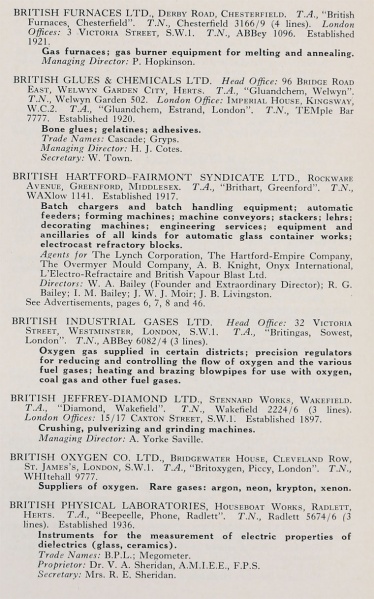 BRITISH FURNACES LTD., DERBY ROAD, CHESTERFIELD. T.A., "British
Furnaces, Chesterfield". T.N., Chesterfield 3166/9 (4 lines). London
Offices: 3 VICTORIA STREET, S.W.1. T.N., ABBey 1096. Established
1921.
Gas furnaces; gas burner equipment for melting and annealing.
Managing Director: P. Hopkinson.
BRITISH GLUES & CHEMICALS LTD. Head Office: 96 BRIDGE ROAD
EAST, WELWYN GARDEN CITY, HERTS. T.A., "Gluandchem, Welwyn".
T.N., Welwyn Garden 502. London Office: IMPERIAL HOUSE, KINGSWAY,
W.C.2. T.A., "Gluandchem, Estrand, London". T.N., TEMple Bar
7777. Established 1920.
Bone glues; gelatines; adhesives.
Trade Names: Cascade; Gryps.
Managing Director: H. J. Cotes.
Secretary: W. Town.
BRITISH HARTFORD-FAIRMONT SYNDICATE LTD., ROCKWARE
AVENUE, GREENFORD, MIDDLESEX. T.A., "Brithart, Greenford". T.N.,
WAXlow 1141. Established 1917.
Batch chargers and batch handling equipment; automatic
feeders; forming machines; machine conveyors; stackers; lehrs;
decorating machines; engineering services; equipment and
ancillaries of all kinds for automatic glass container works;
electrocast refractory blocks.
Agents for The Lynch Corporation, The Hartford-Empire Company,
The Overmyer Mould Company, A. B. Knight, Onyx International,
L'Electro-Refractaire and British Vapour Blast Ltd.
Directors: W. A. Bailey (Founder and Extraordinary Director); R. G.
Bailey; I. M. Bailey; J. W. J. Moir; J. B. Livingston.
See Advertisements, pages 6, 7, 8 and 46.
BRITISH INDUSTRIAL GASES LTD. Head Office: 32 VICTORIA
STREET, WESTMINSTER, LONDON, S.W.1. T.A., "Britingas, Sowest,
London". T.N., ABBey 6082/4 (3 lines).
Oxygen gas supplied in certain districts; precision regulators
for reducing and controlling the flow of oxygen and the various
fuel gases; heating and brazing blowpipes for use with oxygen,
coal gas and other fuel gases.
BRITISH JEFFREY-DIAMOND LTD., STENNARD WORKS, WAKEFIELD.
T.A., "Diamond, Wakefield". T.N., Wakefield 2224/6 (3 lines).
London Offices: 15/17 CAXTON STREET, S.W.1. Established 1897.
Crushing, pulverizing and grinding machines.
Managing Director: A. Yorke Saville.
BRITISH OXYGEN CO. LTD., BRIDGEWATER HOUSE, CLEVELAND ROW,
ST. JAMES'S, LONDON, S.W.1. T.A., "Britoxygen, Piccy, London". T.N.,
WHItehall 9777.
Suppliers of oxygen. Rare gases: argon, neon, krypton, xenon.
BRITISH PHYSICAL LABORATORIES, HOUSEBOAT WORKS, RADLETT,
HERTS. T.A., "Beepeelle, Phone, Radlett". T.N., Radlett 5674/6 (3
lines). Established 1936.
Instruments for the measurement of electric properties of
dielectrics (glass, ceramics).
Trade Names: B.P.L.; Megometer.
Proprietor: Dr. V. A. Sheridan, A.M.I.E.E., F.P.S.
Secretary: Mrs. R. E. Sheridan.